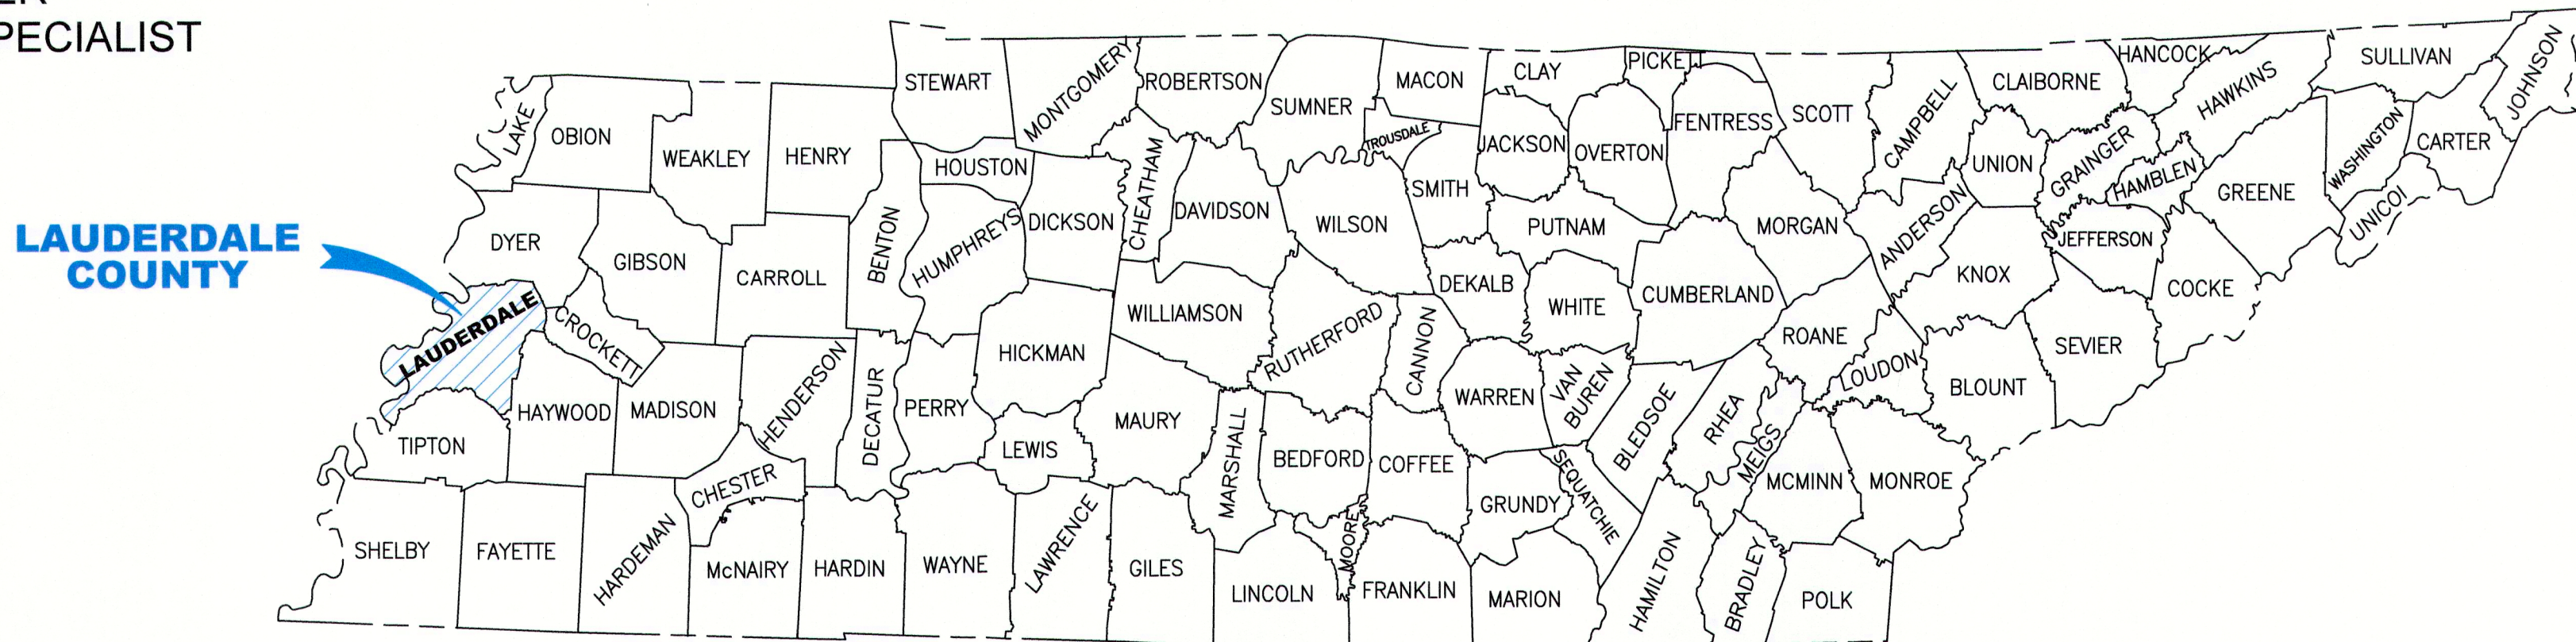 PECIALIST
LAUDERDALE
COUNTY
LAKE
OBION
WEAKLEY
HENRY
STEWART
MONTGOMERY
ROBERTSON
SUMNER
MACON
TROUSDALE
CLAY
PICKETT
JACKSON
OVERTON
FENTRESS
SCOTT
CAMPBELL
CLAIBORNE
HANCOCK
HAWKINS
SULLIVAN
JOHNSON
CARTER
WASHINGTON
UNICOI
GREENE
HAMBLEN
GRAINGER
UNION
ANDERSON
MORGAN
DYER
GIBSON
CARROLL
BENTON
HOUSTON
HUMPHREYS
DICKSON
CHEATHAM
DAVIDSON
WILSON
SMITH
PUTNAM
DEKALB
WHITE
CUMBERLAND
ROANE
KNOX
JEFFERSON
COCKE
SEVIER
BLOUNT
LOUDON
LAUDERDALE
CROCKETT
HAYWOOD
MADISON
HENDERSON
DECATUR
PERRY
HICKMAN
WILLIAMSON
RUTHERFORD
CANNON
WARREN
VAN
BUREN
BLEDSOE
RHEA
MEIGS
MCMINN
MONROE
TIPTON
CHESTER
LEWIS
MAURY
MARSHALL
BEDFORD
COFFEE
GRUNDY
SEQUATCHIE
SHELBY
FAYETTE
HARDEMAN
McNAIRY
HARDIN
WAYNE
LAWRENCE
GILES
LINCOLN
MOORE
FRANKLIN
MARION
HAMILTON
BRADLEY
POLK